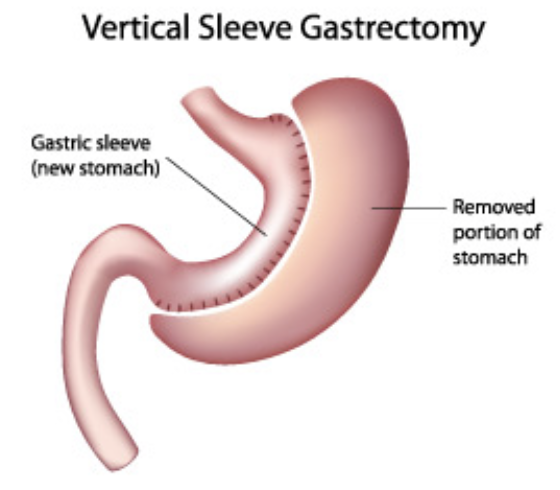 Vertical Sleeve Gastrectomy
Gastric sleeve
(new stomach)
Removed
portion of
stomach